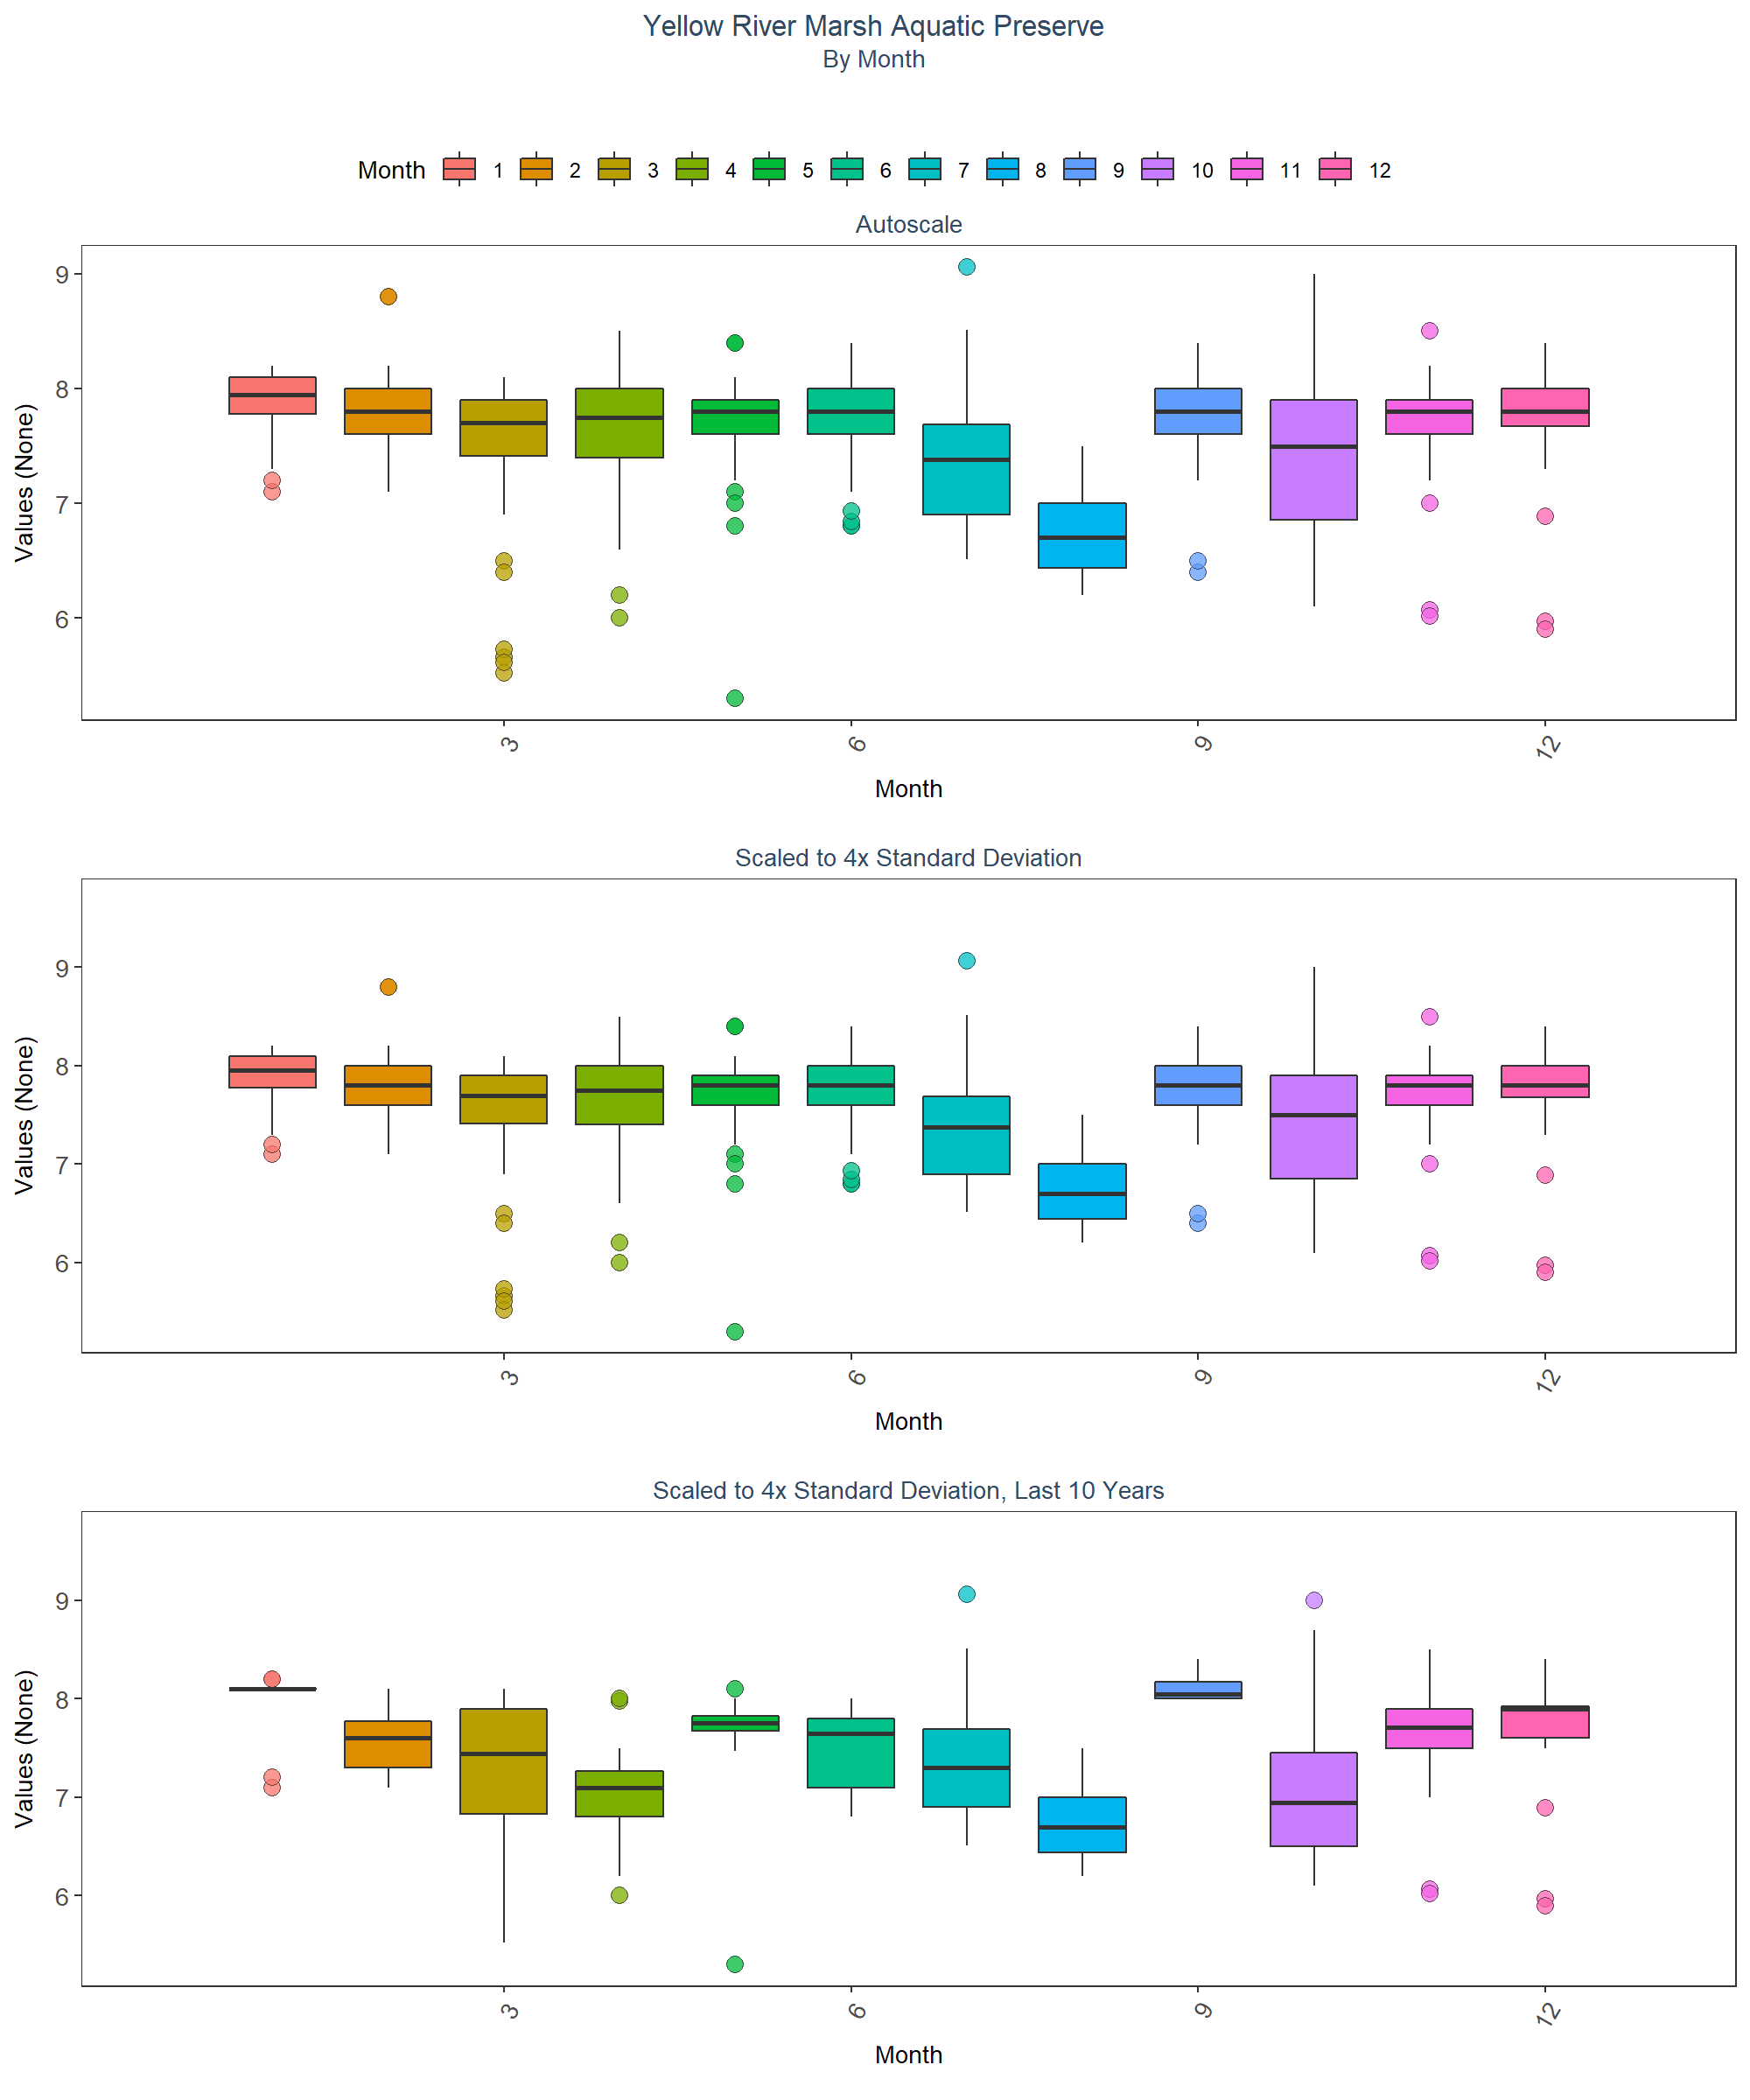 Yellow River Marsh Aquatic Preserve
By Month
Month 1 2 3 4 5 6 7 8 9 10 11 12
Autoscale
Values (None)
9
8
7
6
3 6 9 12
Month
Scaled to 4x Standard Deviation
Values (None)
9
8
7
6
3 6 9 12
Month
Scaled to 4x Standard Deviation, Last 10 Years
Values (None)
9
8
7
6
3 6 9 12
Month